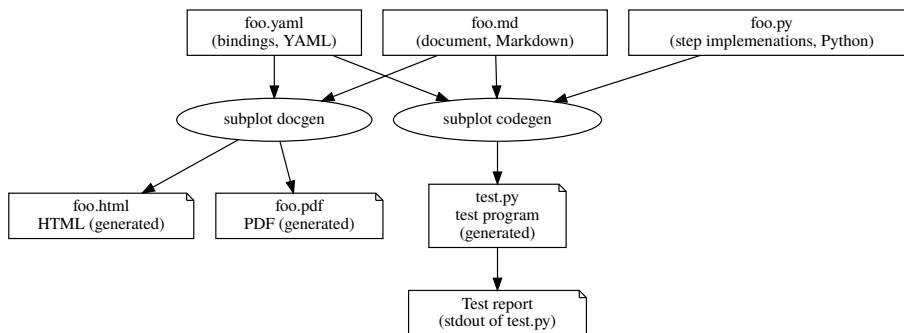 foo.yaml
(bindings, YAML)
foo.md
(document, Markdown)
foo.py
(step implemenations, Python)
subplot docgen
subplot codegen
foo.html
HTML (generated)
foo.pdf
PDF (generated)
test.py
test program
(generated)
Test report
(stdout of test.py)